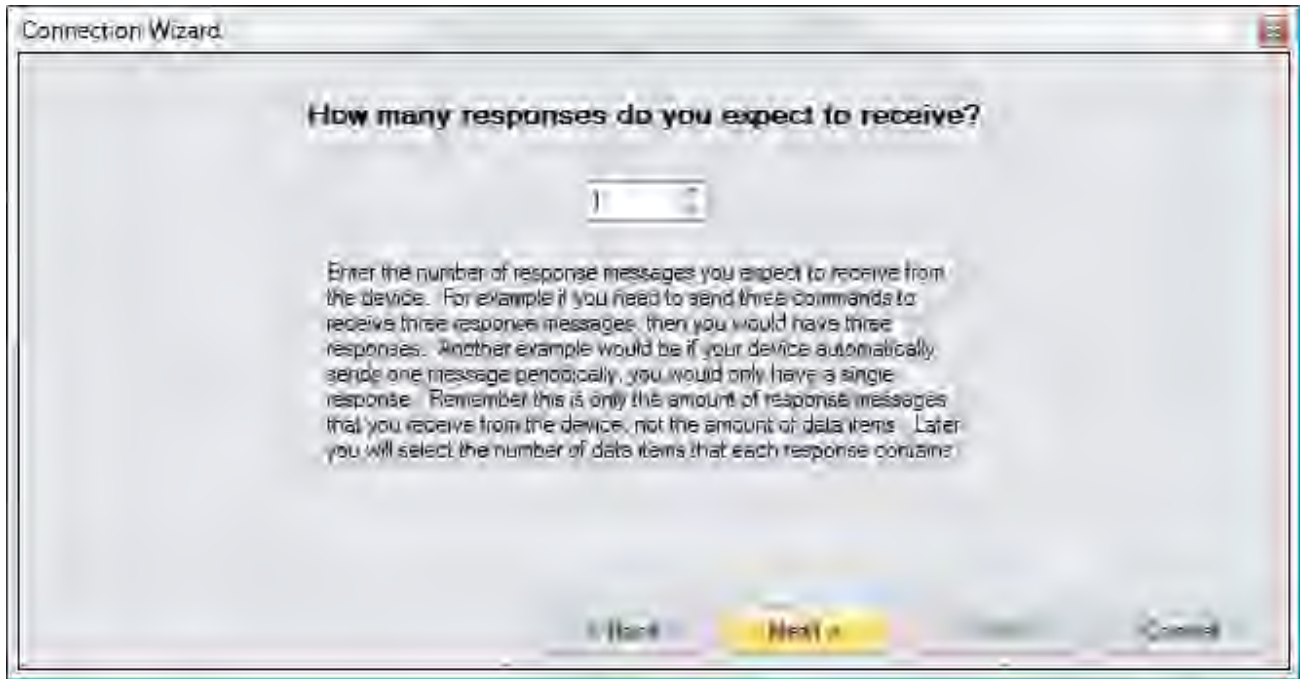 Connection Wizard
How many responses do you expect to receive?
1
Enter the number of response messages you expect to receive from
the device. For example if you need to send three commands to
receive three response messages, then you would have three
responses. Another example would be if your device automatically
sends one message periodically, you would only have a single
response. Remember this is only the amount of response messages
that you receive from the device, not the amount of data items. Later
you will select the number of data items that each response contains.
< Back
Next >
Cancel